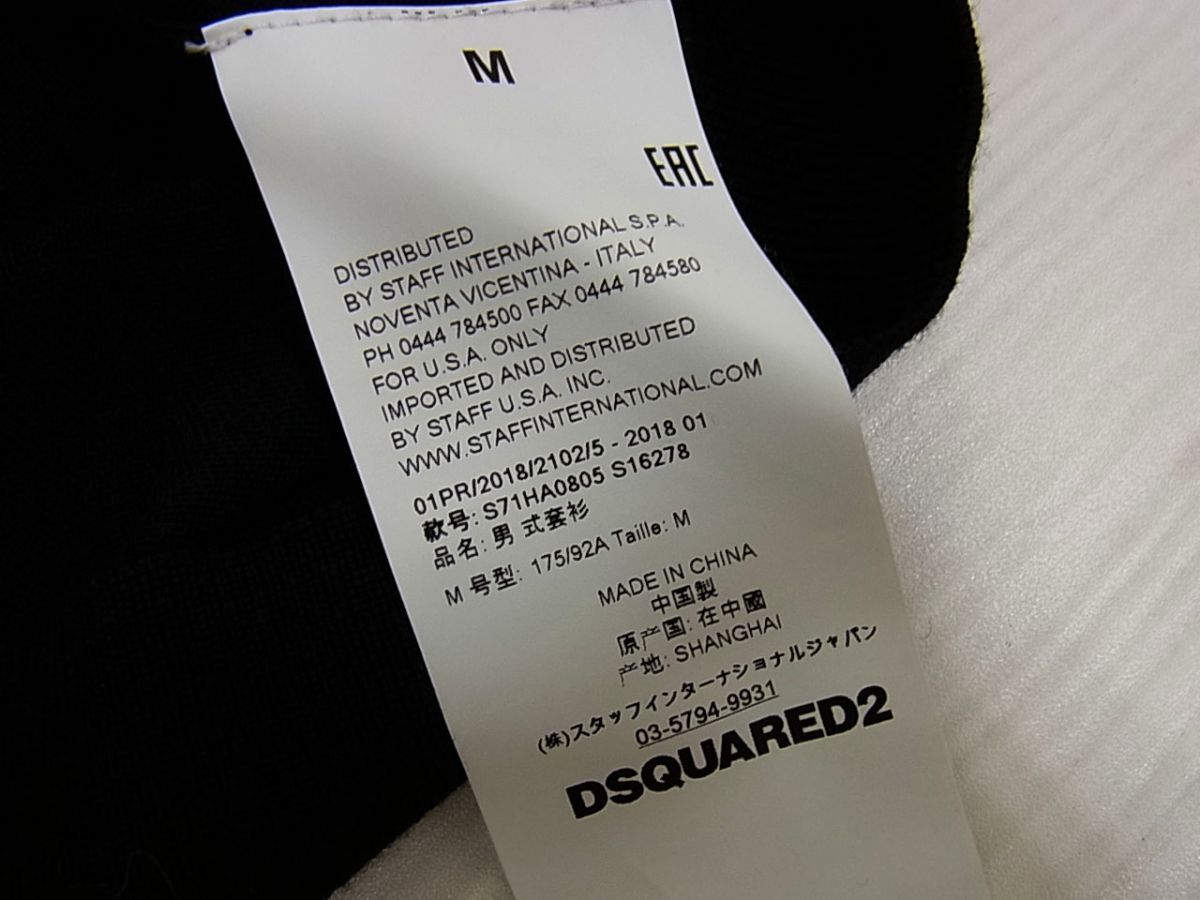 M
EAC
DISTRIBUTED
BY STAFF INTERNATIONAL S.P.A.
NOVENTA VICENTINA - ITALY
PH 0444 784500 FAX 0444 784580
FOR U.S.A. ONLY
IMPORTED AND DISTRIBUTED
BY STAFF U.S.A. INC.
WWW.STAFFINTERNATIONAL.COM
01PR/2018/2102/5 - 2018 01
款号: S71HA0805 S16278
品名: 男 式套衫
M 号型: 175/92A Taille: M
MADE IN CHINA
中国製
原产国: 在中國
产地: SHANGHAI
(株)スタッフインターナショナルジャパン
03-5794-9931
DSQUARED2